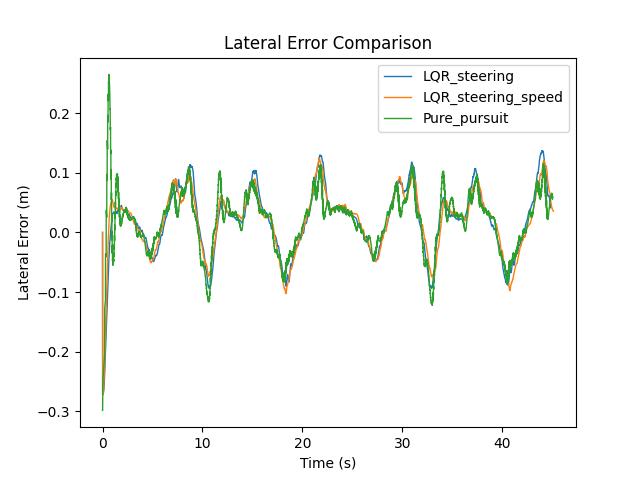 Lateral Error Comparison
LQR_steering
LQR_steering_speed
Pure_pursuit
Lateral Error (m)
0.2
0.1
0.0
−0.1
−0.2
−0.3
0 10 20 30 40
Time (s)